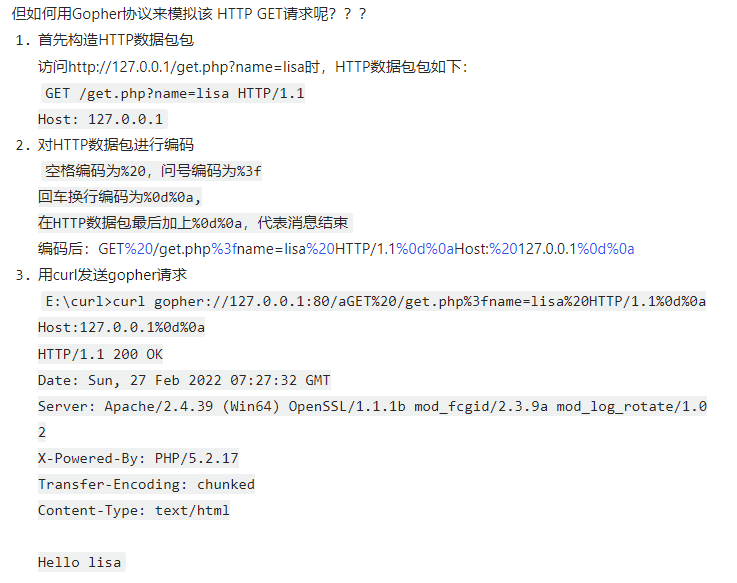 但如何用Gopher协议来模拟该 HTTP GET请求呢？？？
1. 首先构造HTTP数据包包
访问http://127.0.0.1/get.php?name=lisa时，HTTP数据包包如下：
GET /get.php?name=lisa HTTP/1.1
Host: 127.0.0.1
2. 对HTTP数据包进行编码
空格编码为%20，问号编码为%3f
回车换行编码为%0d%0a,
在HTTP数据包最后加上%0d%0a，代表消息结束
编码后：GET%20/get.php%3fname=lisa%20HTTP/1.1%0d%0aHost:%20127.0.0.1%0d%0a
3. 用curl发送gopher请求
E:\curl>curl gopher://127.0.0.1:80/aGET%20/get.php%3fname=lisa%20HTTP/1.1%0d%0a
Host:127.0.0.1%0d%0a
HTTP/1.1 200 OK
Date: Sun, 27 Feb 2022 07:27:32 GMT
Server: Apache/2.4.39 (Win64) OpenSSL/1.1.1b mod_fcgid/2.3.9a mod_log_rotate/1.0
2
X-Powered-By: PHP/5.2.17
Transfer-Encoding: chunked
Content-Type: text/html
Hello lisa